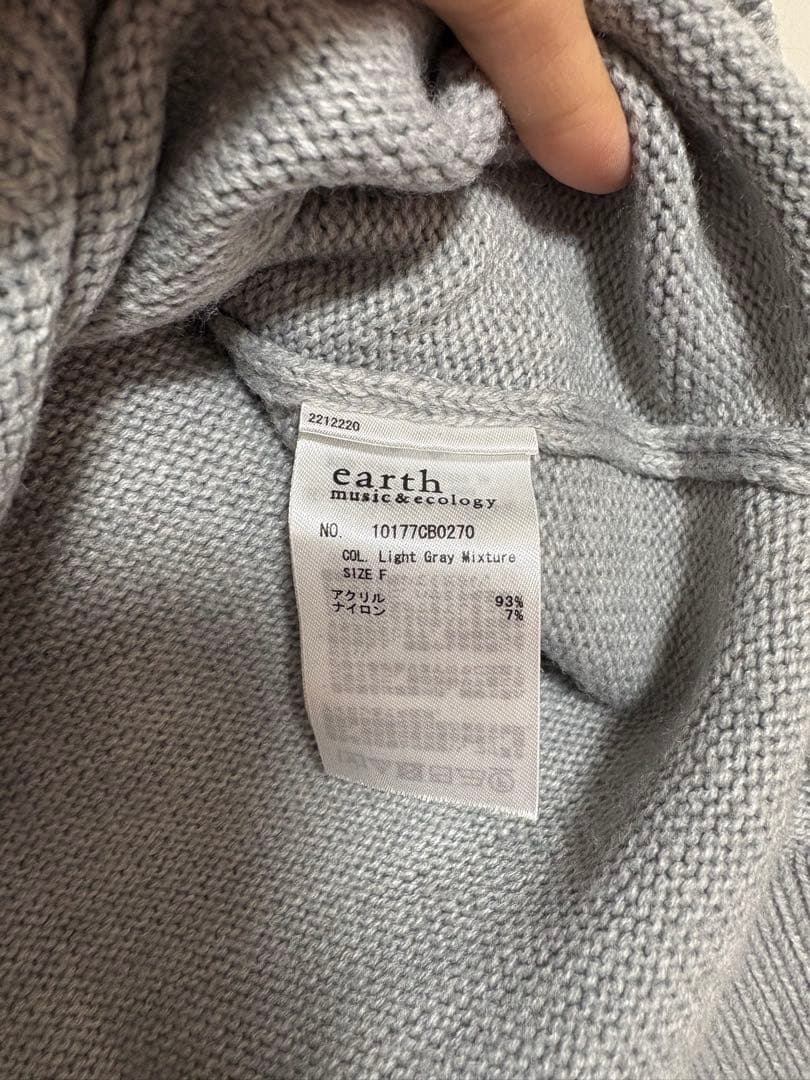 2212220
earth
music&ecology
NO. 10177CB0270
COL. Light Gray Mixture
SIZE F
アクリル 93%
ナイロン 7%